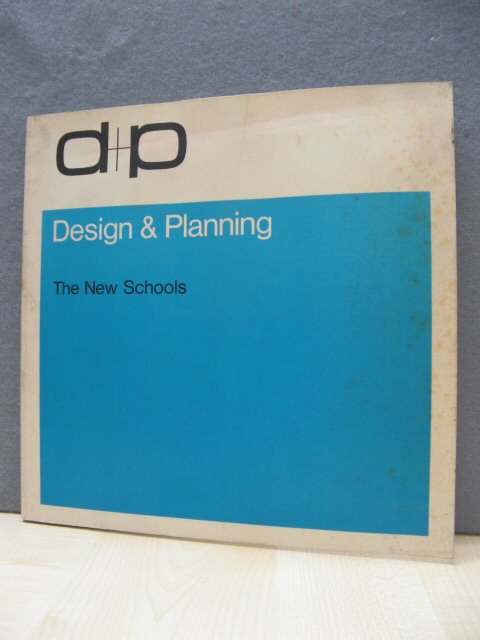 d+p
Design & Planning
The New Schools